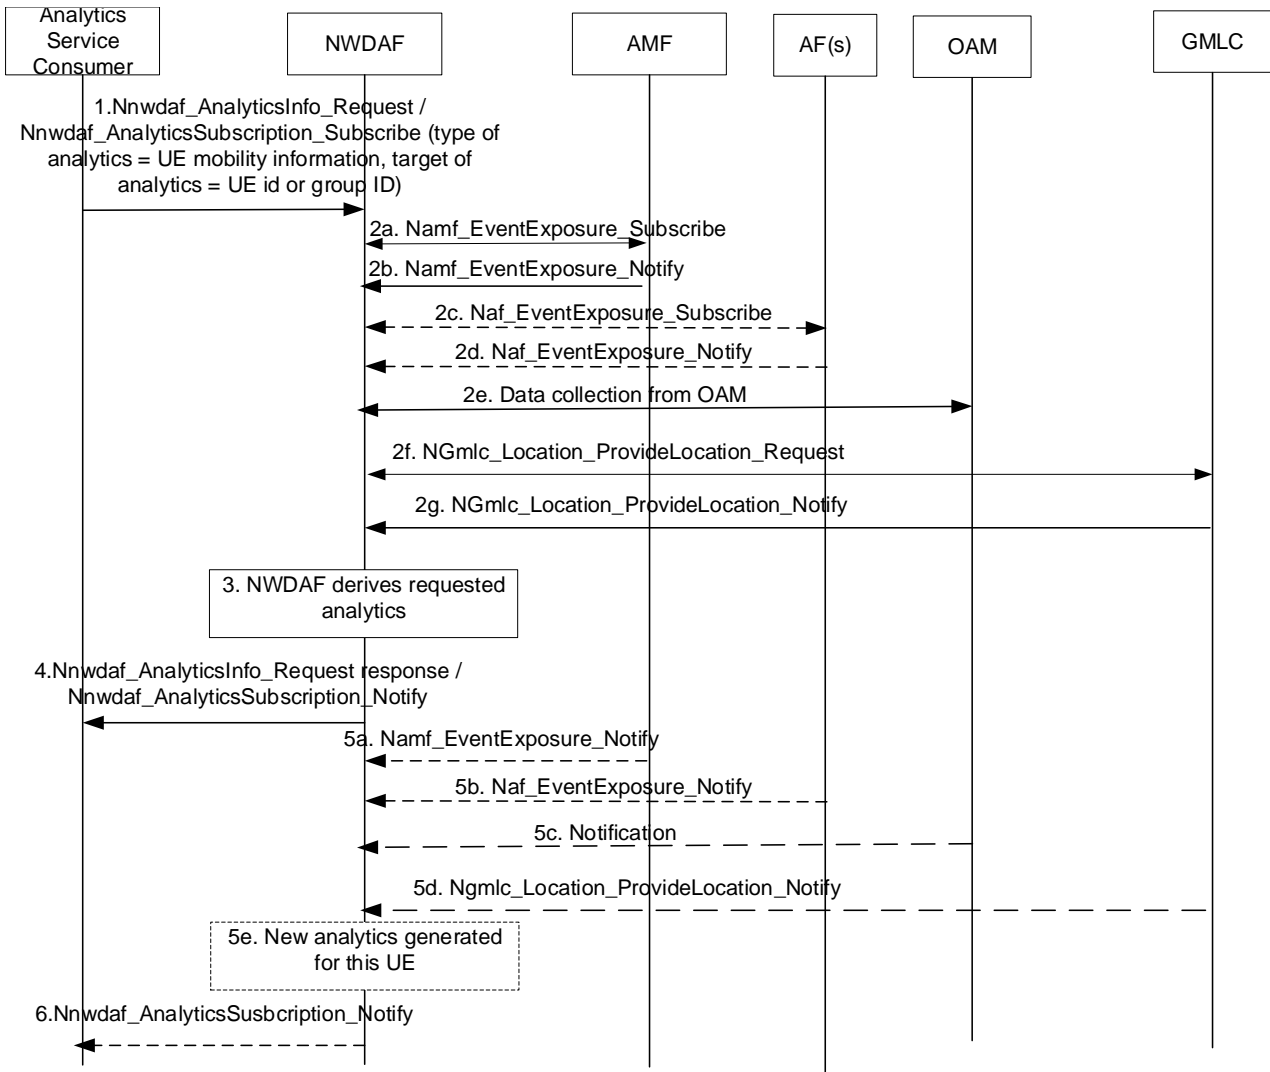 Analytics
Service
Consumer
NWDAF
AMF
AF(s)
OAM
GMLC
1.Nnwdaf_AnalyticsInfo_Request /
Nnwdaf_AnalyticsSubscription_Subscribe (type of
analytics = UE mobility information, target of
analytics = UE id or group ID)
2a. Namf_EventExposure_Subscribe
2b. Namf_EventExposure_Notify
2c. Naf_EventExposure_Subscribe
2d. Naf_EventExposure_Notify
2e. Data collection from OAM
2f. NGmlc_Location_ProvideLocation_Request
2g. NGmlc_Location_ProvideLocation_Notify
3. NWDAF derives requested
analytics
4.Nnwdaf_AnalyticsInfo_Request response /
Nnwdaf_AnalyticsSubscription_Notify
5a. Namf_EventExposure_Notify
5b. Naf_EventExposure_Notify
5c. Notification
5d. Ngmlc_Location_ProvideLocation_Notify
5e. New analytics generated
for this UE
6.Nnwdaf_AnalyticsSusbcription_Notify